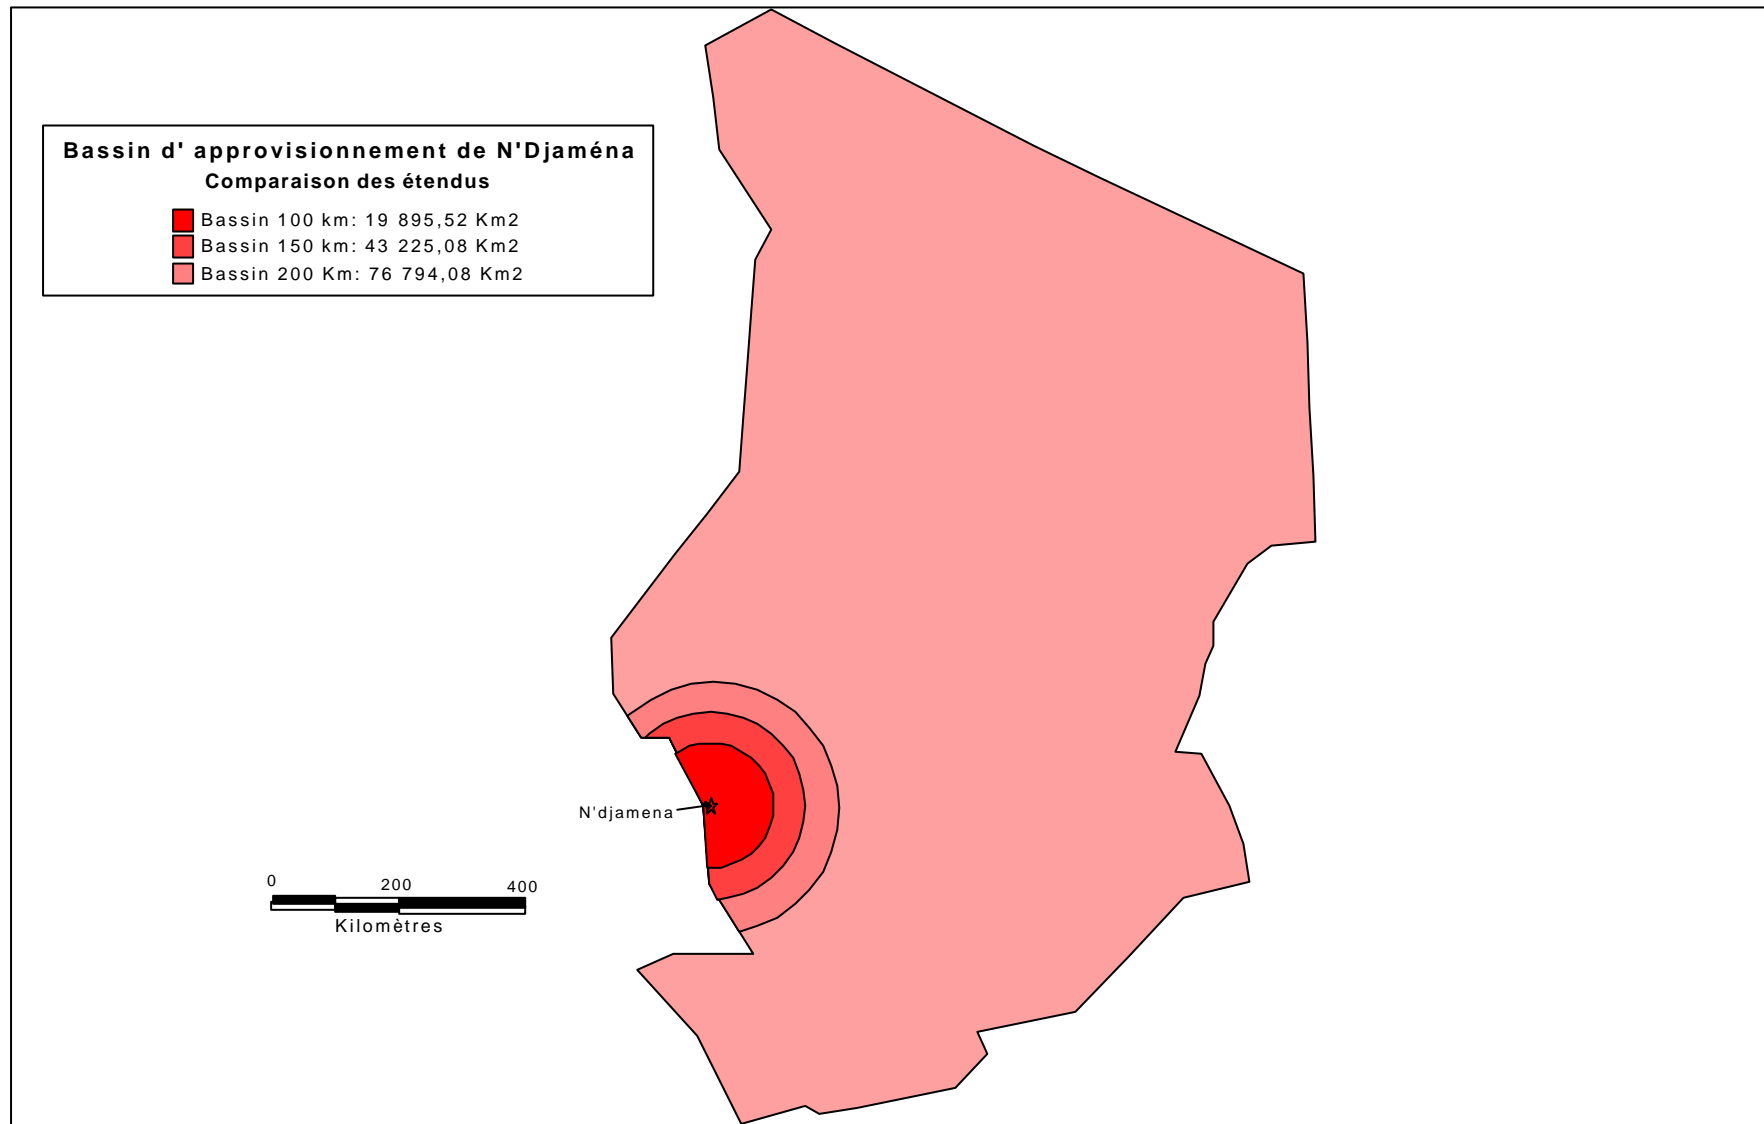 Bassin d' approvisionnement de N'Djaména
Comparaison des étendus
Bassin 100 km: 19 895,52 Km2
Bassin 150 km: 43 225,08 Km2
Bassin 200 Km: 76 794,08 Km2
N'djamena
0 200 400
Kilomètres